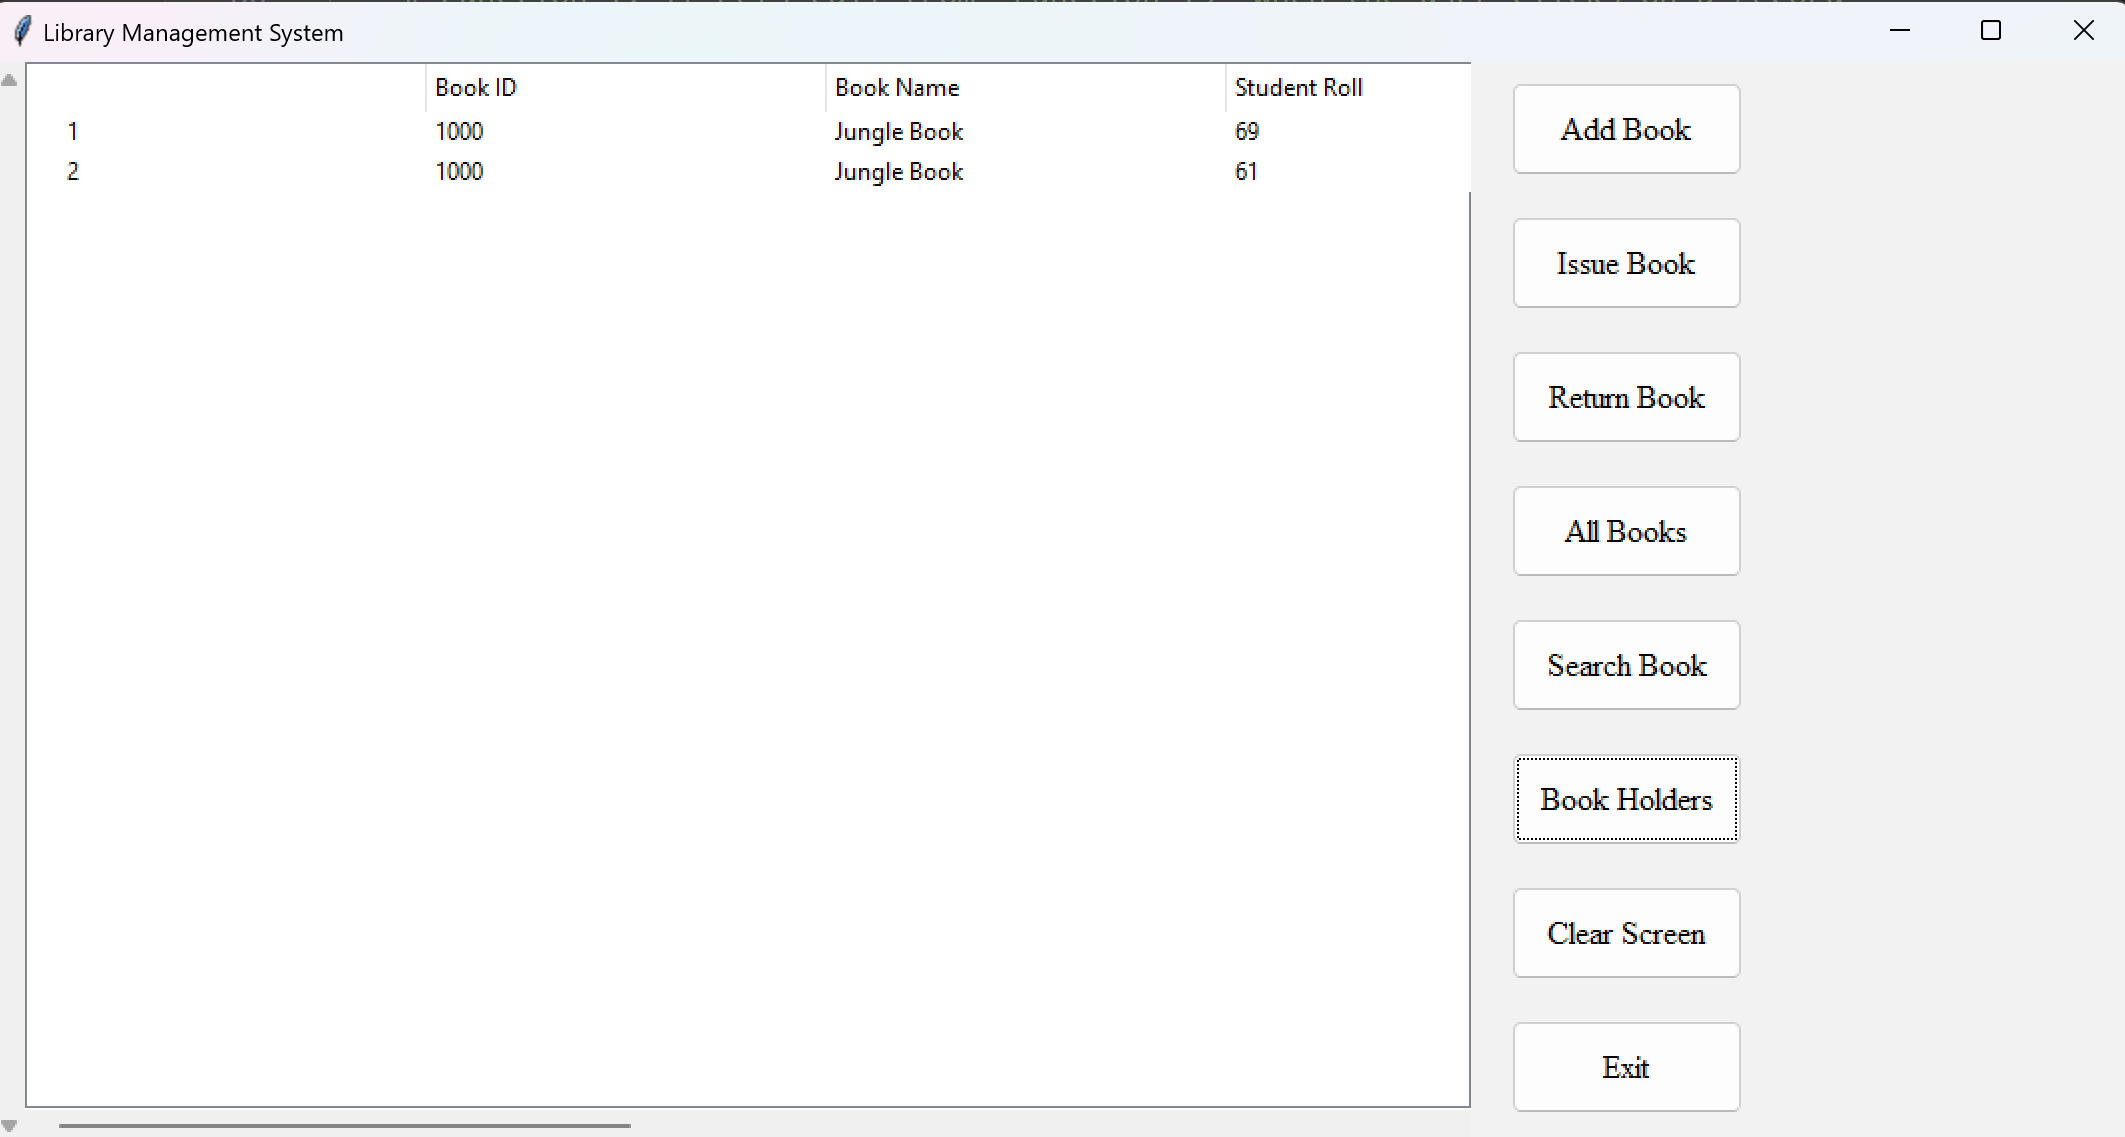 Library Management System
Book ID Book Name Student Roll
1 1000 Jungle Book 69
2 1000 Jungle Book 61
Add Book
Issue Book
Return Book
All Books
Search Book
Book Holders
Clear Screen
Exit